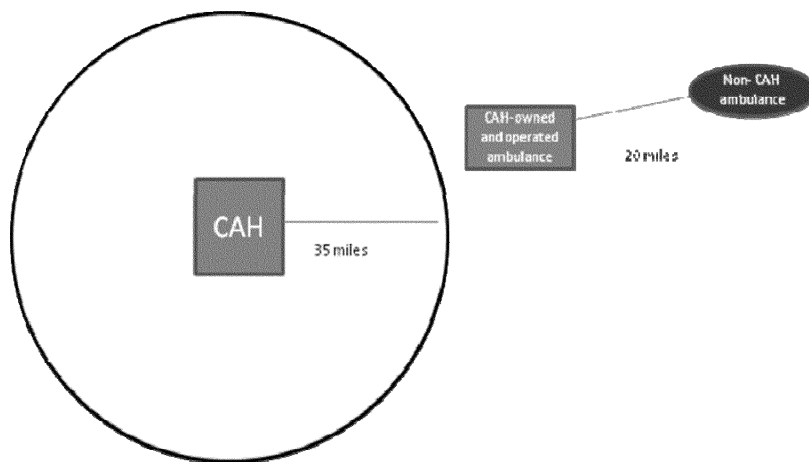 CAH
35 miles
CAH-owned
and operated
ambulance
20 miles
Non- CAH
ambulance